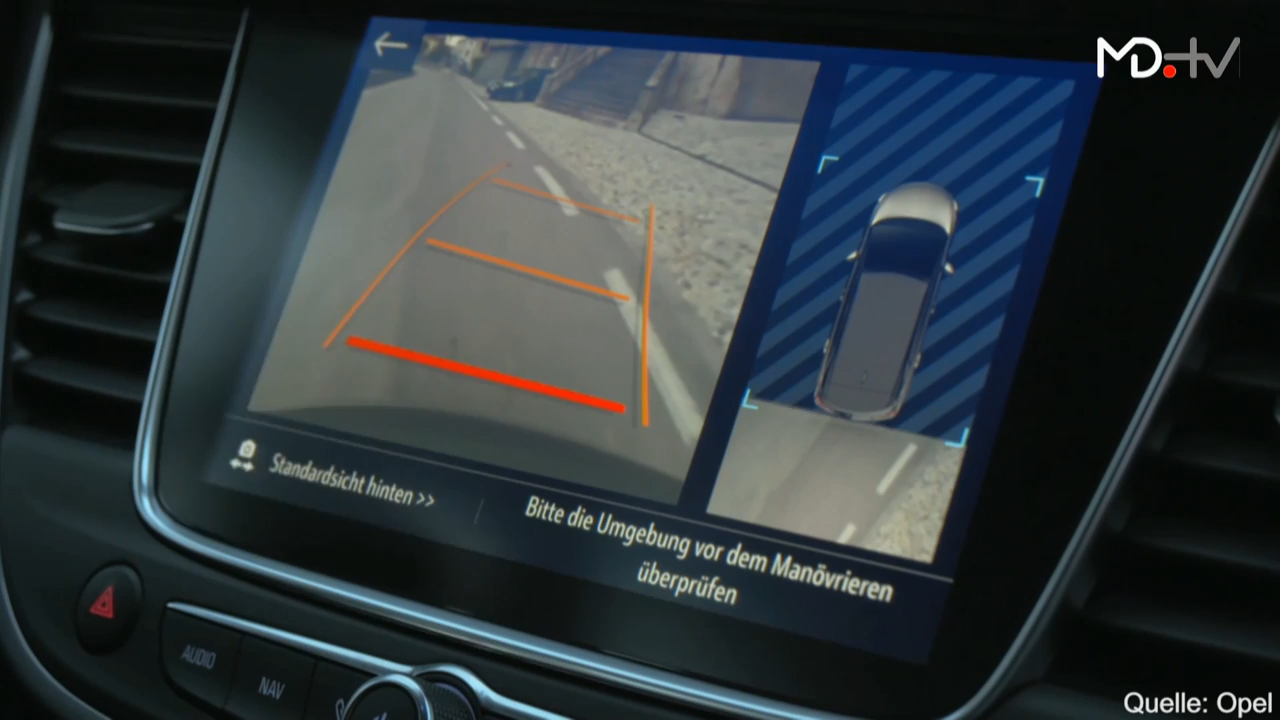 MD.tv
Standardsicht hinten >>
Bitte die Umgebung vor dem Manövrieren
überprüfen
AUDIO
NAV
Quelle: Opel